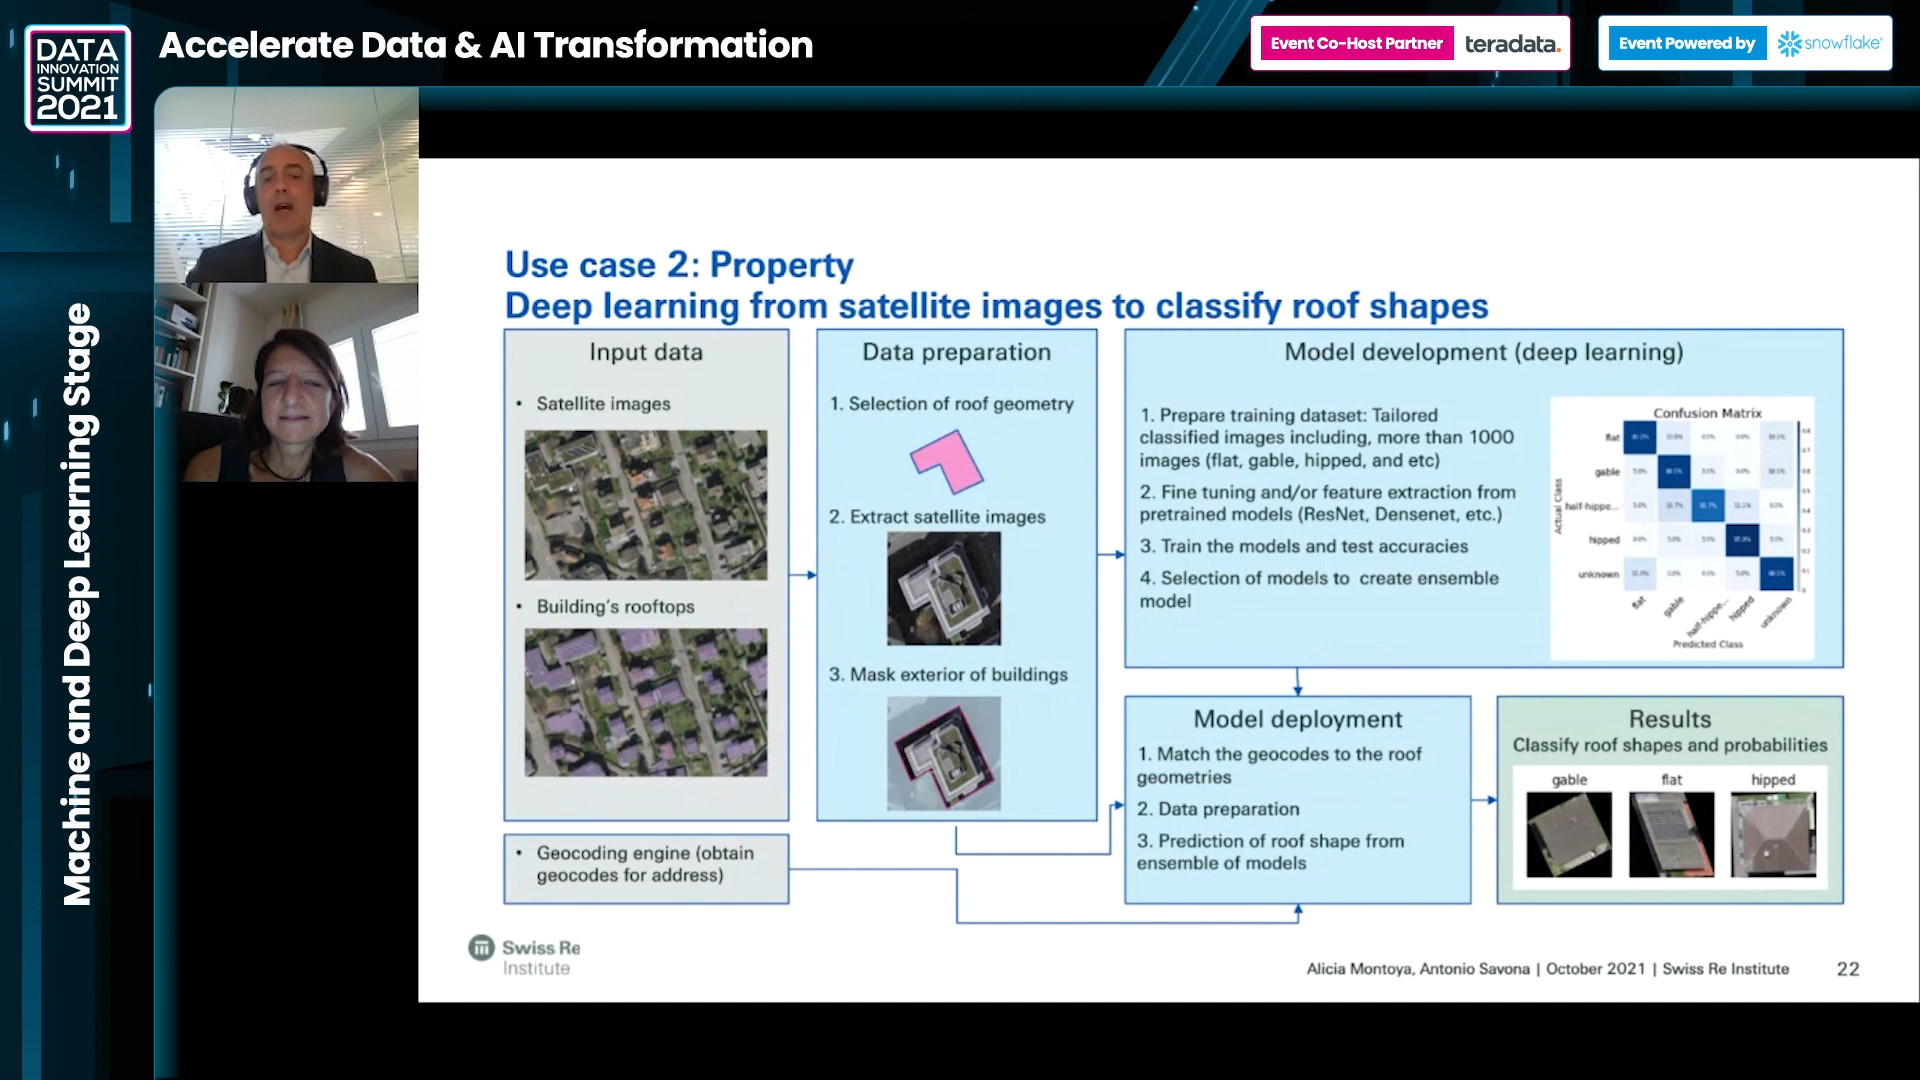 DATA
INNOVATION
SUMMIT
2021
Accelerate Data & AI Transformation
Event Co-Host Partner
teradata.
Event Powered by
snowflake
Machine and Deep Learning Stage
Use case 2: Property
Deep learning from satellite images to classify roof shapes
Input data
• Satellite images
• Building's rooftops
• Geocoding engine (obtain
geocodes for address)
Data preparation
1. Selection of roof geometry
2. Extract satellite images
3. Mask exterior of buildings
Model development (deep learning)
1. Prepare training dataset: Tailored
classified images including, more than 1000
images (flat, gable, hipped, and etc)
2. Fine tuning and/or feature extraction from
pretrained models (ResNet, Densenet, etc.)
3. Train the models and test accuracies
4. Selection of models to create ensemble
model
Confusion Matrix
Actual Class
flat
gable
half-hippe...
hipped
unknown
flat
gable
half-hippe...
hipped
unknown
Predicted Class
Model deployment
1. Match the geocodes to the roof
geometries
2. Data preparation
3. Prediction of roof shape from
ensemble of models
Results
Classify roof shapes and probabilities
gable
flat
hipped
Swiss Re
Institute
Alicia Montoya, Antonio Savona | October 2021 | Swiss Re Institute
22